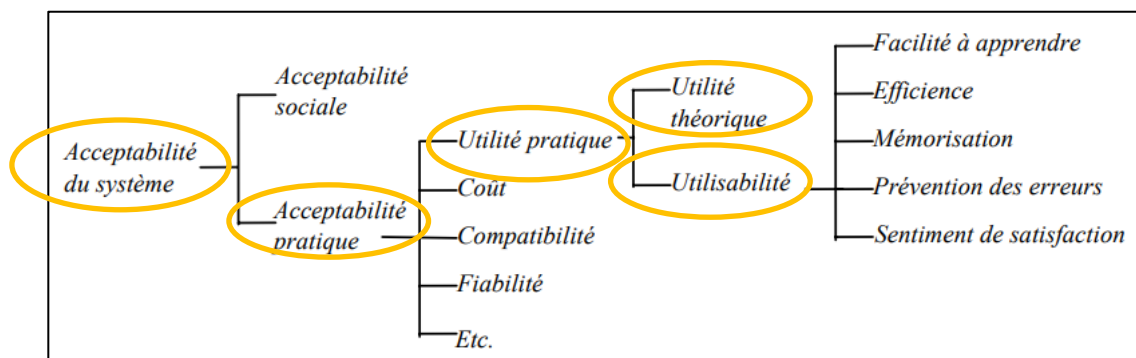 Acceptabilité
du système
Acceptabilité
sociale
Acceptabilité
pratique
Utilité pratique
Coût
Compatibilité
Fiabilité
Etc.
Utilité
théorique
Utilisabilité
Facilité à apprendre
Efficience
Mémorisation
Prévention des erreurs
Sentiment de satisfaction